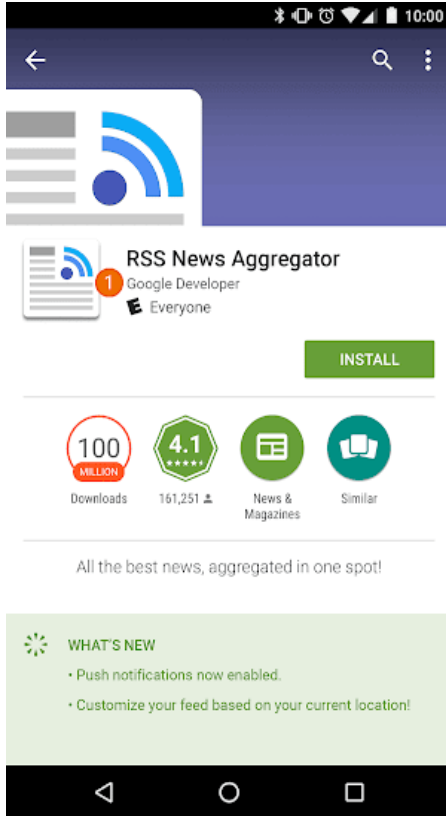 10:00
RSS News Aggregator
1
Google Developer
E Everyone
INSTALL
100
MILLION
Downloads
4.1
161,251
News &
Magazines
Similar
All the best news, aggregated in one spot!
WHAT'S NEW
• Push notifications now enabled.
• Customize your feed based on your current location!